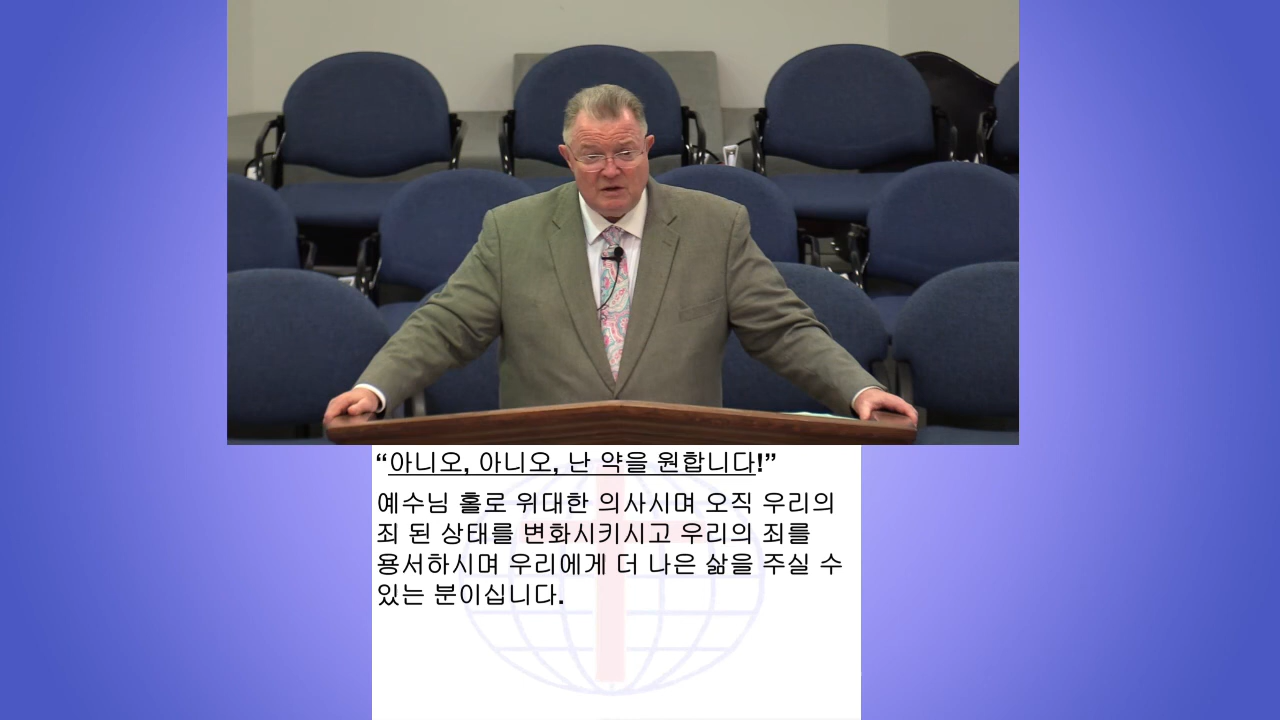 “아니오, 아니오, 난 약을 원합니다!”
예수님 홀로 위대한 의사시며 오직 우리의
죄 된 상태를 변화시키시고 우리의 죄를
용서하시며 우리에게 더 나은 삶을 주실 수
있는 분이십니다.